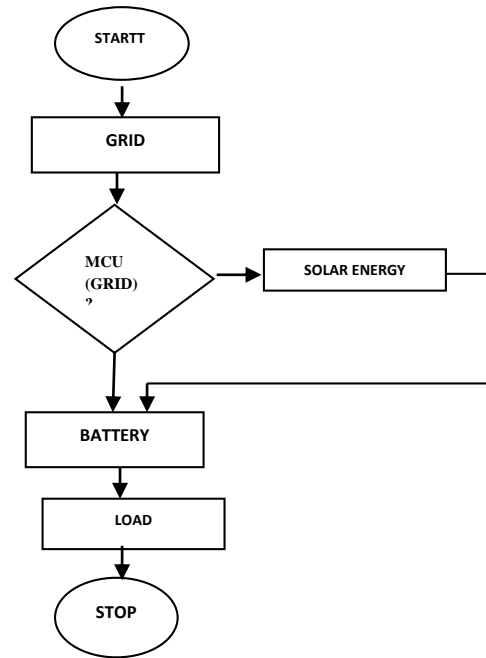 STARTT
GRID
MCU
(GRID)
?
SOLAR ENERGY
BATTERY
LOAD
STOP